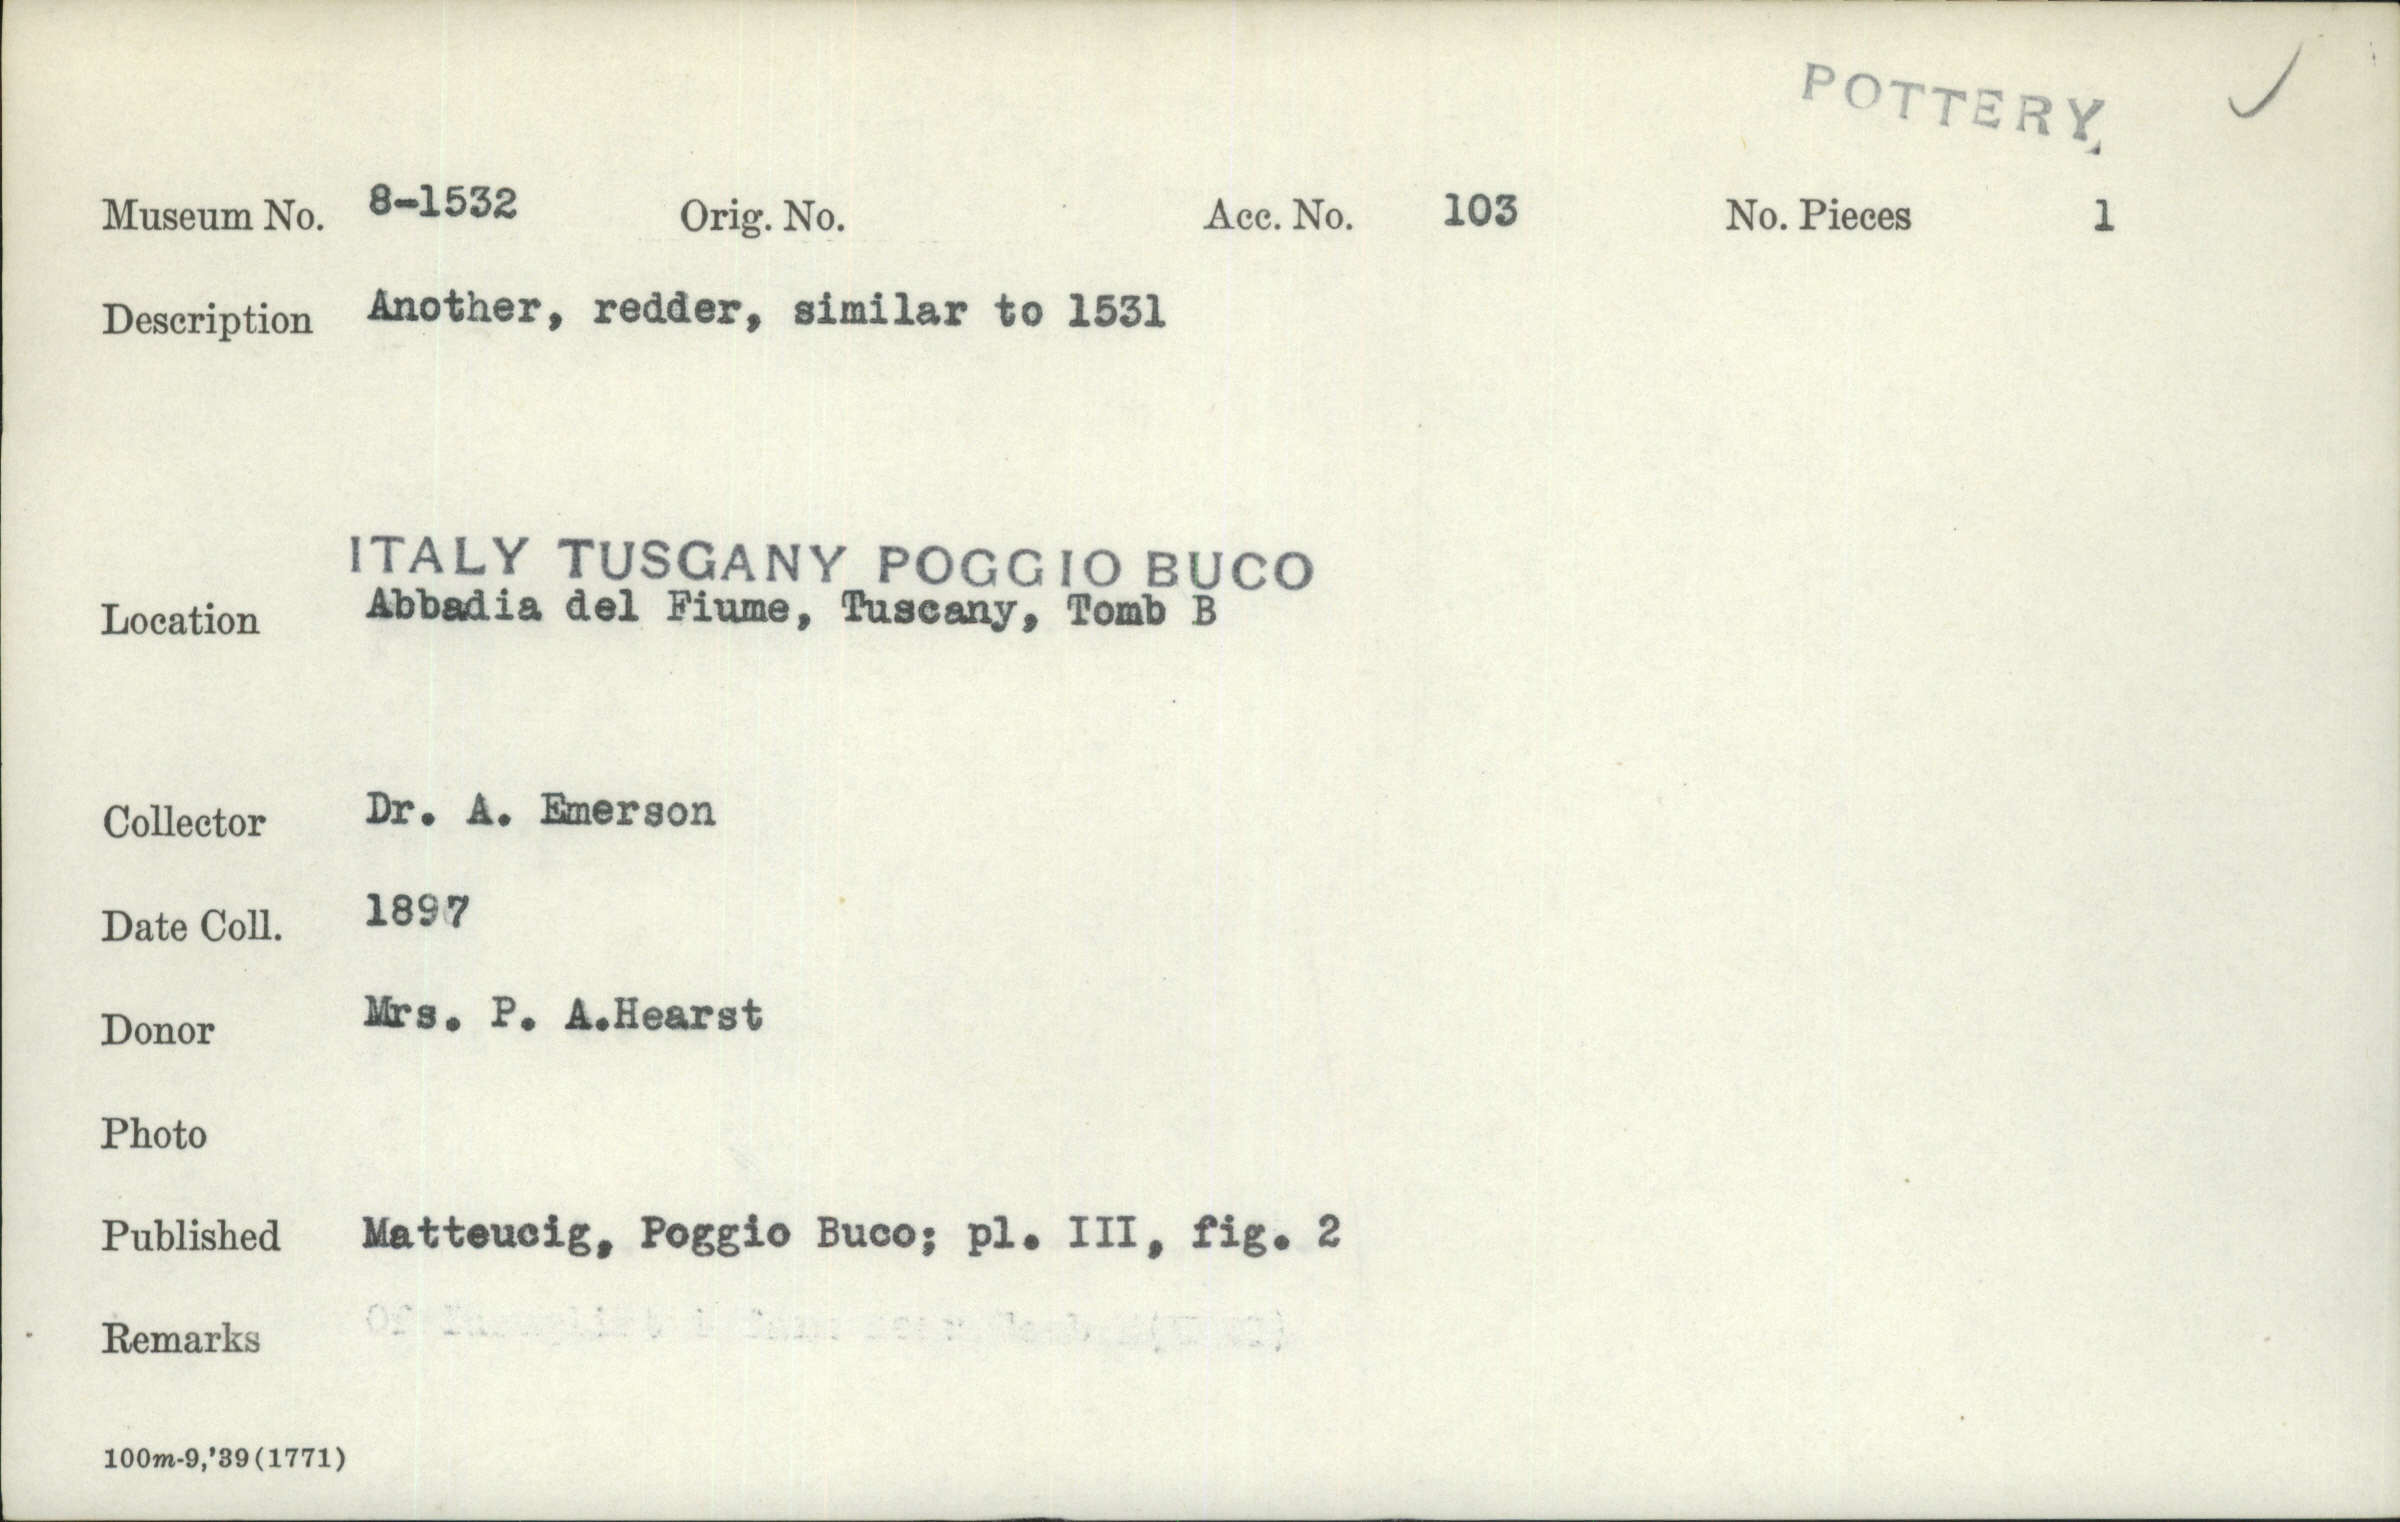 POTTERY
Museum No. 8-1532 Orig. No. Acc. No. 103 No. Pieces 1
Description Another, redder, similar to 1531
ITALY TUSCANY POGGIO BUCO
Location Abbadia del Fiume, Tuscany, Tomb B
Collector Dr. A. Emerson
Date Coll. 1897
Donor Mrs. P. A.Hearst
Photo
Published Matteucig, Poggio Buco; pl. III, fig. 2
Remarks
100m-9,'39(1771)